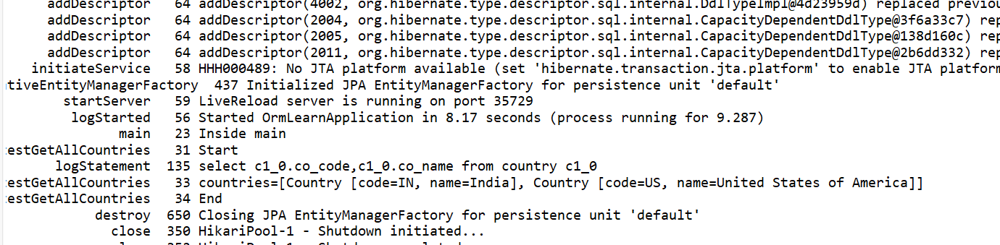 addDescriptor 64 addDescriptor(4002, org.hibernate.type.descriptor.sql.internal.DdlTypeImpl@4d23959d) replaced previou
addDescriptor 64 addDescriptor(2004, org.hibernate.type.descriptor.sql.internal.CapacityDependentDdlType@3f6a33c7) rep
addDescriptor 64 addDescriptor(2005, org.hibernate.type.descriptor.sql.internal.CapacityDependentDdlType@138d160c) rep
addDescriptor 64 addDescriptor(2011, org.hibernate.type.descriptor.sql.internal.CapacityDependentDdlType@2b6dd332) rep
initiateService 58 HHH000489: No JTA platform available (set 'hibernate.transaction.jta.platform' to enable JTA platform
tiveEntityManagerFactory 437 Initialized JPA EntityManagerFactory for persistence unit 'default'
startServer 59 LiveReload server is running on port 35729
logStarted 56 Started OrmLearnApplication in 8.17 seconds (process running for 9.287)
main 23 Inside main
estGetAllCountries 31 Start
logStatement 135 select c1_0.co_code,c1_0.co_name from country c1_0
estGetAllCountries 33 countries=[Country [code=IN, name=India], Country [code=US, name=United States of America]]
estGetAllCountries 34 End
destroy 650 Closing JPA EntityManagerFactory for persistence unit 'default'
close 350 HikariPool-1 - Shutdown initiated...